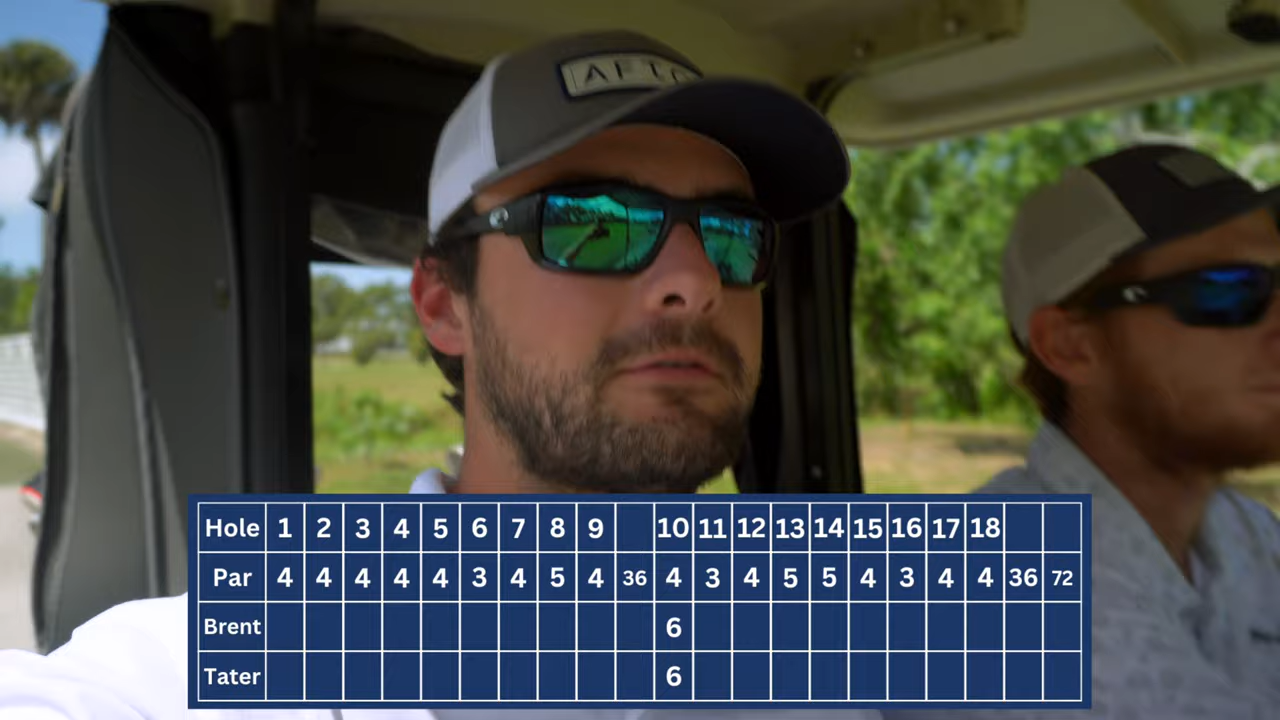 AFTCO
Hole 1 2 3 4 5 6 7 8 9 10 11 12 13 14 15 16 17 18
Par 4 4 4 4 4 3 4 5 4 36 4 3 4 5 5 4 3 4 4 36 72
Brent 6
Tater 6